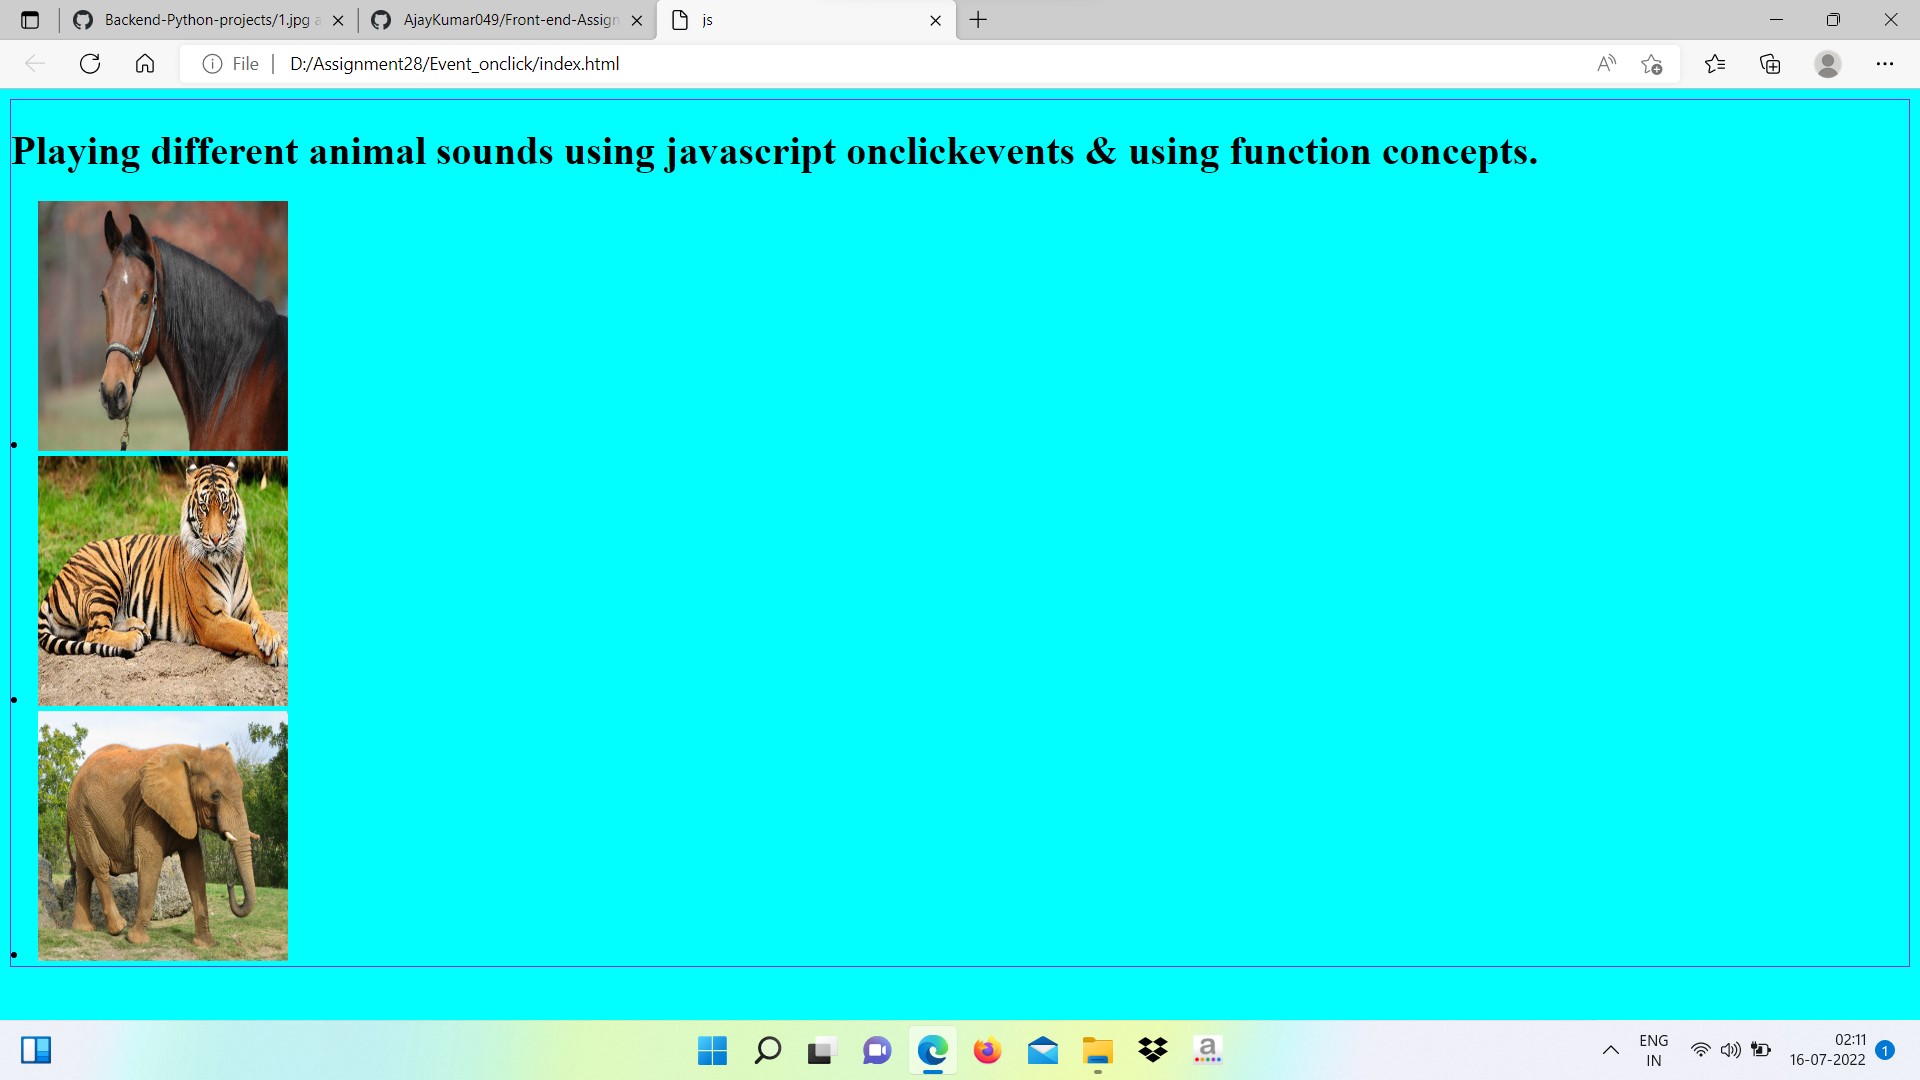 Backend-Python-projects/1.jpg a
AjayKumar049/Front-end-Assign
js
File
D:/Assignment28/Event_onclick/index.html
Playing different animal sounds using javascript onclickevents & using function concepts.
ENG
IN
02:11
16-07-2022
1